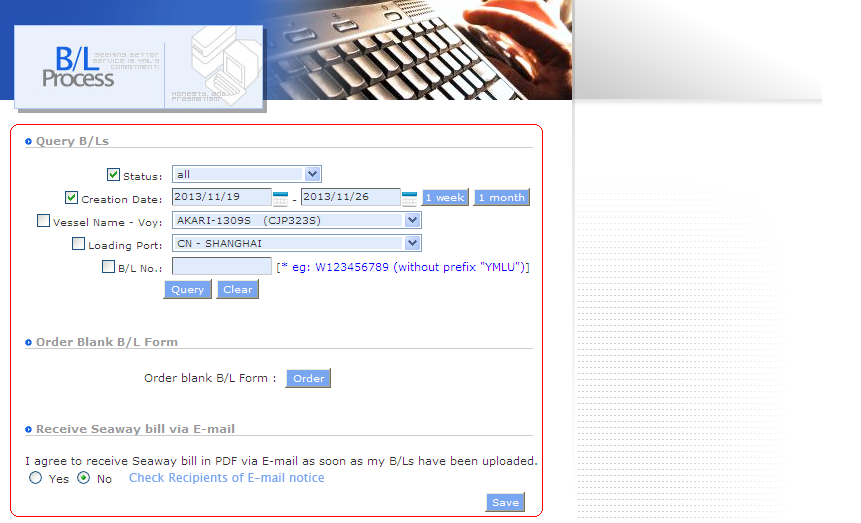 B/L
Process
SEEKING BETTER
SERVICE IS YML'S
COMMITMENT!
HONESTY, AND
PRAGMATISM!
Query B/Ls
Status: all
Creation Date: 2013/11/19 - 2013/11/26 1 week 1 month
Vessel Name - Voy: AKARI-1309S (CJP323S)
Loading Port: CN - SHANGHAI
B/L No.: [* eg: W123456789 (without prefix "YMLU")]
Query Clear
Order Blank B/L Form
Order blank B/L Form : Order
Receive Seaway bill via E-mail
I agree to receive Seaway bill in PDF via E-mail as soon as my B/Ls have been uploaded.
Yes No Check Recipients of E-mail notice
Save